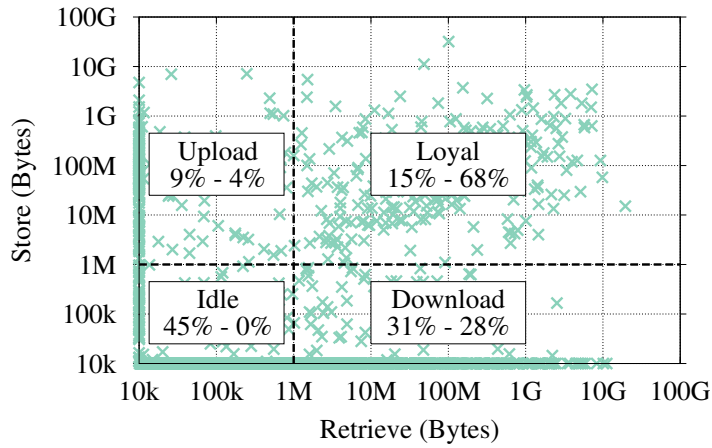 100G
10G
1G
100M
10M
1M
100k
10k
Store (Bytes)
Upload
9% - 4%
Loyal
15% - 68%
Idle
45% - 0%
Download
31% - 28%
10k 100k 1M 10M 100M 1G 10G 100G
Retrieve (Bytes)